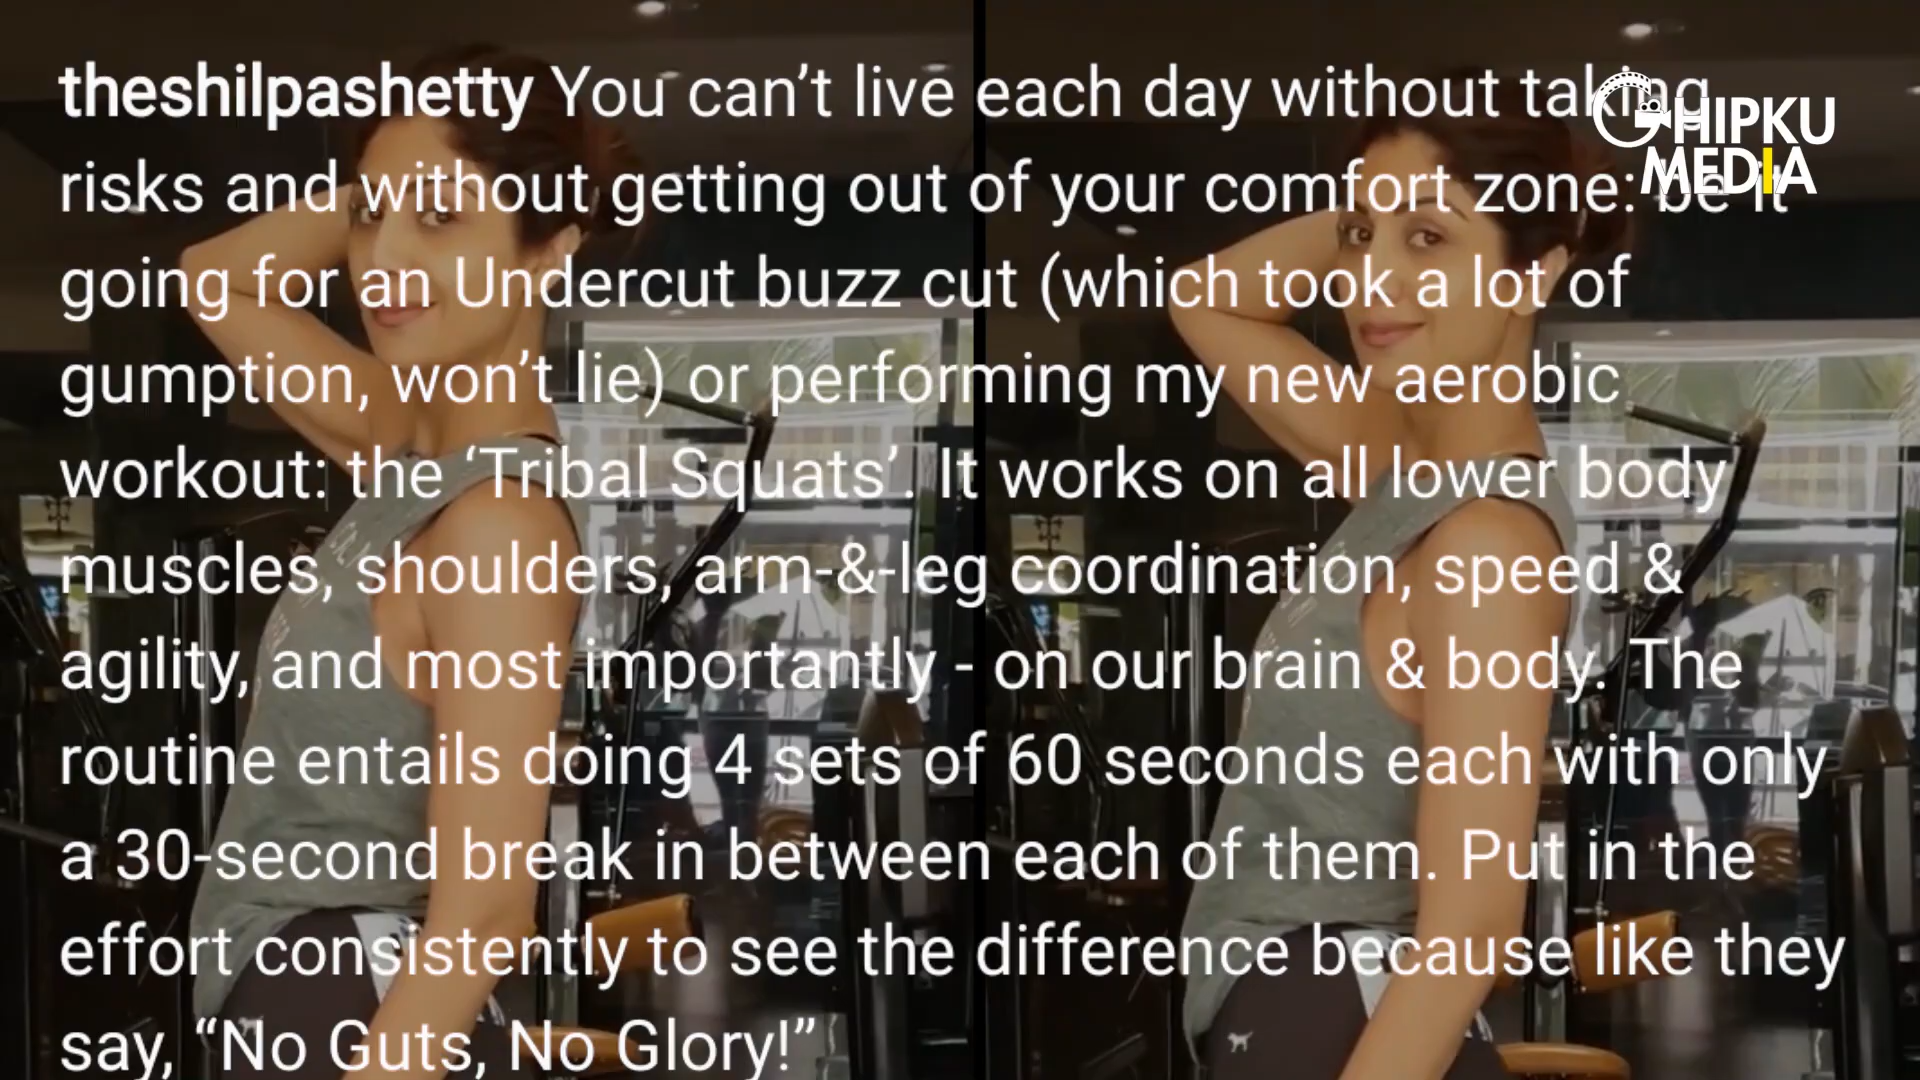 theshilpashetty You can’t live each day without taking
risks and without getting out of your comfort zone: be it
going for an Undercut buzz cut (which took a lot of
gumption, won’t lie) or performing my new aerobic
workout: the ‘Tribal Squats’. It works on all lower body
muscles, shoulders, arm-&-leg coordination, speed &
agility, and most importantly - on our brain & body. The
routine entails doing 4 sets of 60 seconds each with only
a 30-second break in between each of them. Put in the
effort consistently to see the difference because like they
say, “No Guts, No Glory!”
GHIPKU
MEDIA